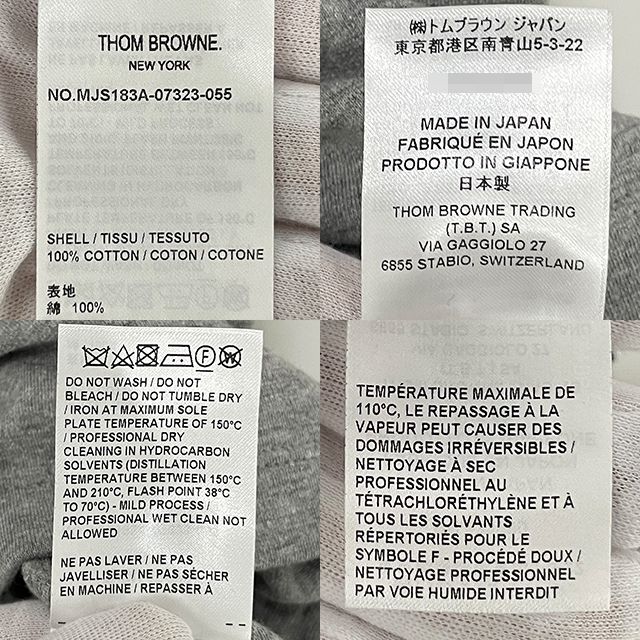 THOM BROWNE.
NEW YORK
NO.MJS183A-07323-055
SHELL / TISSU / TESSUTO
100% COTTON / COTON / COTONE
表地
綿 100%
㈱トムブラウン ジャパン
東京都港区南青山5-3-22
MADE IN JAPAN
FABRIQUÉ EN JAPON
PRODOTTO IN GIAPPONE
日本製
THOM BROWNE TRADING
(T.B.T.) SA
VIA GAGGIOLO 27
6855 STABIO, SWITZERLAND
DO NOT WASH / DO NOT
BLEACH / DO NOT TUMBLE DRY
/ IRON AT MAXIMUM SOLE
PLATE TEMPERATURE OF 150°C
/ PROFESSIONAL DRY
CLEANING IN HYDROCARBON
SOLVENTS (DISTILLATION
TEMPERATURE BETWEEN 150°C
AND 210°C, FLASH POINT 38°C
TO 70°C) - MILD PROCESS /
PROFESSIONAL WET CLEAN NOT
ALLOWED
NE PAS LAVER / NE PAS
JAVELLISER / NE PAS SÉCHER
EN MACHINE / REPASSER À
TEMPÉRATURE MAXIMALE DE
110°C, LE REPASSAGE À LA
VAPEUR PEUT CAUSER DES
DOMMAGES IRRÉVERSIBLES /
NETTOYAGE À SEC
PROFESSIONNEL AU
TÉTRACHLORÉTHYLÈNE ET À
TOUS LES SOLVANTS
RÉPERTORIÉS POUR LE
SYMBOLE F - PROCÉDÉ DOUX /
NETTOYAGE PROFESSIONNEL
PAR VOIE HUMIDE INTERDIT